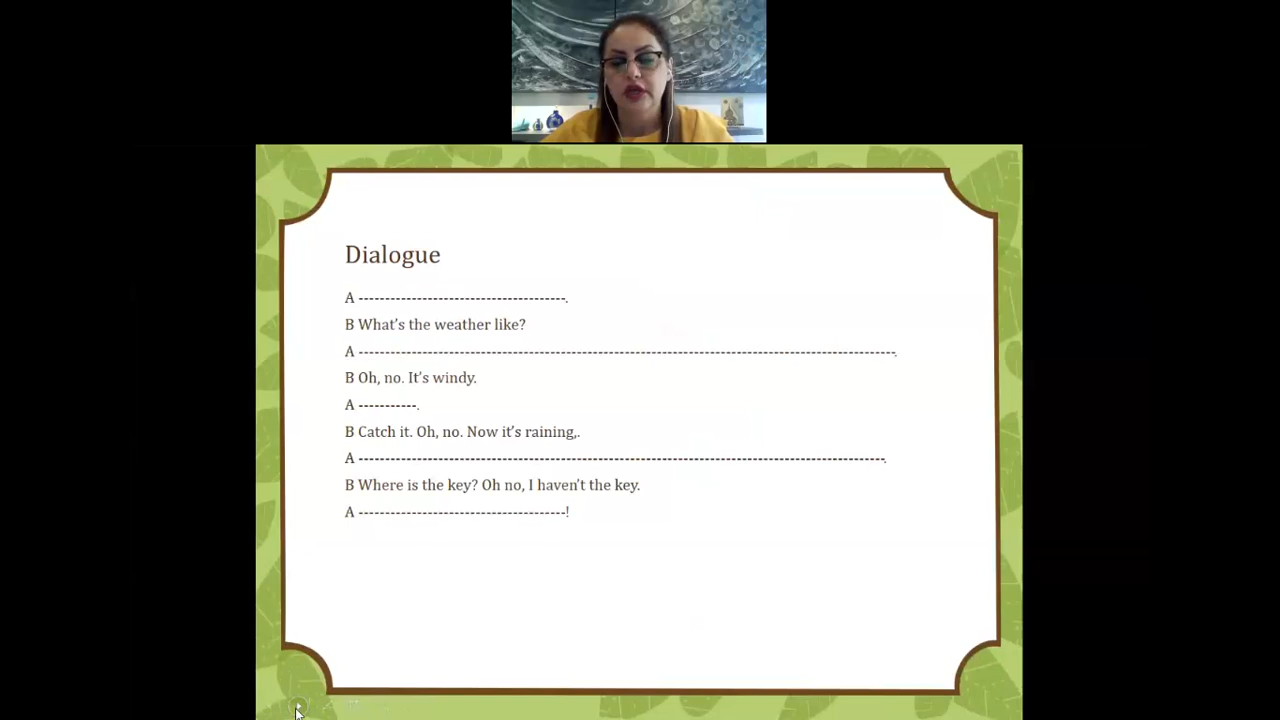 Dialogue
A ---------------------------------------.
B What's the weather like?
A -----------------------------------------------------------------------------------------------------.
B Oh, no. It's windy.
A -----------.
B Catch it. Oh, no. Now it's raining,.
A ---------------------------------------------------------------------------------------------------.
B Where is the key? Oh no, I haven't the key.
A ---------------------------------------!